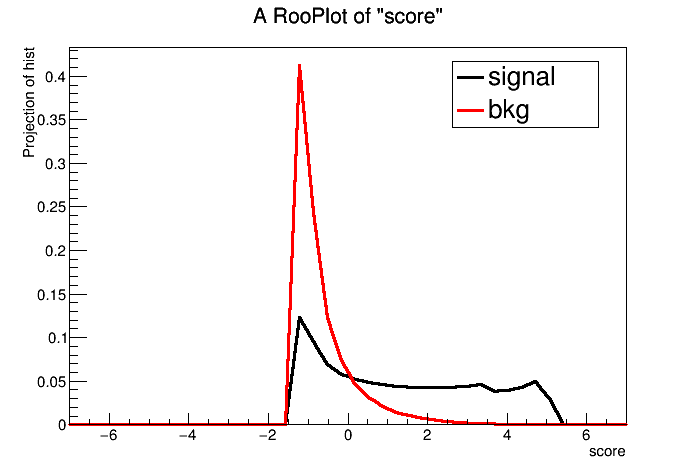 A RooPlot of "score"
Projection of hist
signal
bkg
0.4
0.35
0.3
0.25
0.2
0.15
0.1
0.05
0
−6 −4 −2 0 2 4 6
score